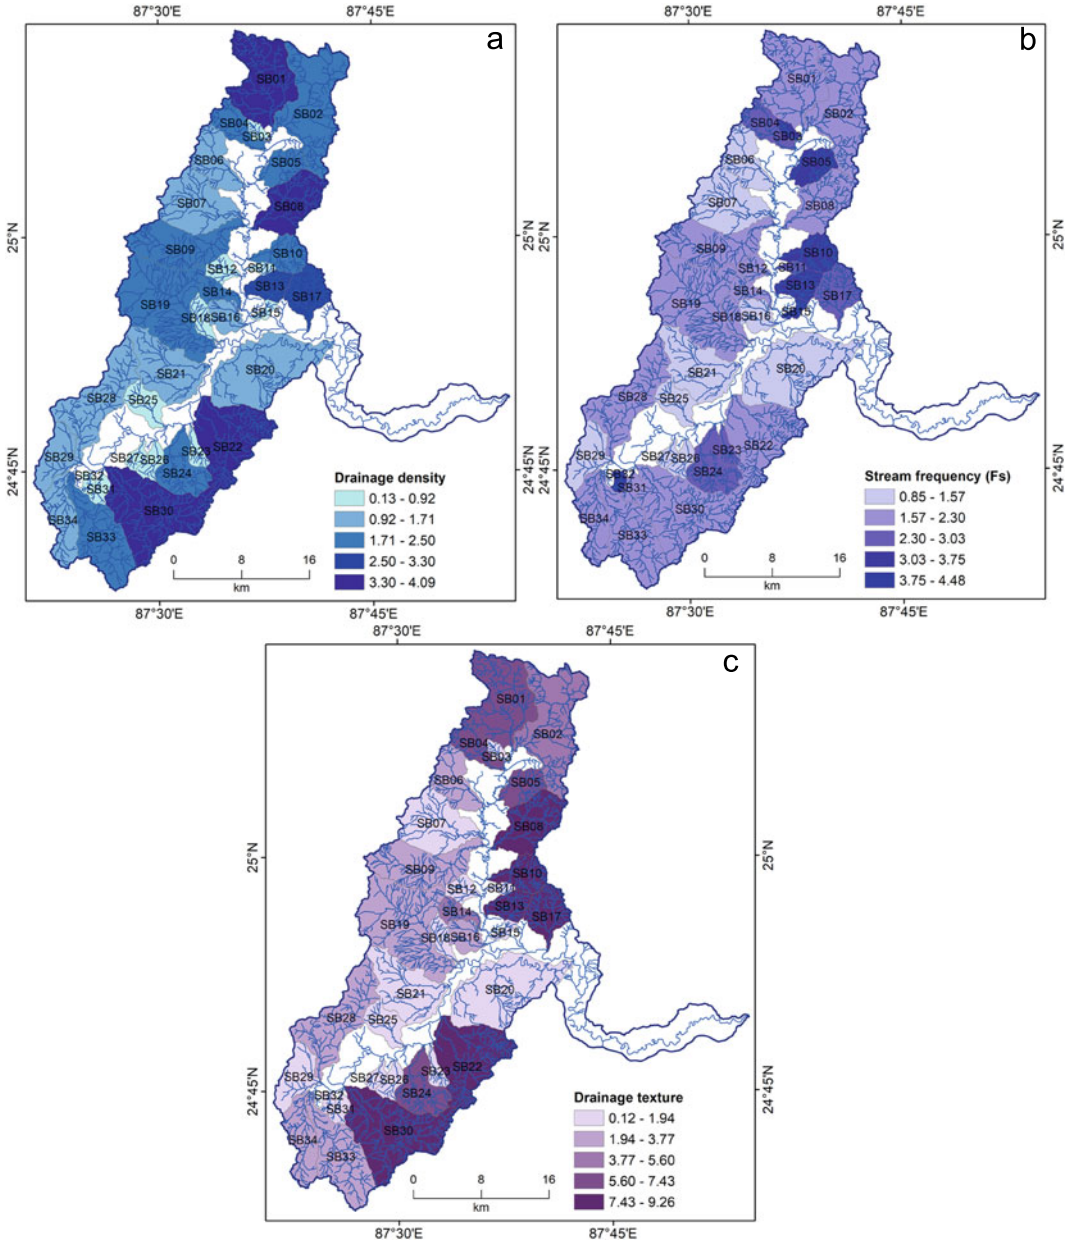 87°30'E 87°45'E 87°30'E 87°45'E
a
SB01
SB02
SB04
SB03
SB06
SB05
SB07
SB08
25°N
SB09
SB10
SB12
SB11
SB14
SB13
SB17
SB19
SB18
SB16
SB15
SB21
SB20
SB28
SB25
SB22
SB23
SB29
SB27
SB26
SB24
SB32
SB31
SB30
SB34
SB33
24°45'N
Drainage density
0.13 - 0.92
0.92 - 1.71
1.71 - 2.50
2.50 - 3.30
3.30 - 4.09
0 8 16
km
87°30'E 87°45'E
25°N
24°45'N
b
SB01
SB02
SB04
SB03
SB06
SB05
SB07
SB08
25°N
SB09
SB10
SB12
SB11
SB14
SB13
SB17
SB19
SB18
SB16
SB15
SB21
SB20
SB28
SB25
SB22
SB23
SB29
SB27
SB26
SB24
SB32
SB31
SB30
SB34
SB33
24°45'N
Stream frequency (Fs)
0.85 - 1.57
1.57 - 2.30
2.30 - 3.03
3.03 - 3.75
3.75 - 4.48
0 8 16
km
87°30'E 87°45'E
25°N
24°45'N
87°30'E 87°45'E
c
SB01
SB02
SB04
SB03
SB06
SB05
SB07
SB08
25°N
25°N
SB09
SB10
SB12
SB11
SB14
SB13
SB17
SB19
SB18
SB16
SB15
SB21
SB20
SB28
SB25
SB22
SB23
SB29
SB27
SB26
SB24
SB32
SB31
SB30
SB34
SB33
24°45'N
24°45'N
Drainage texture
0.12 - 1.94
1.94 - 3.77
3.77 - 5.60
5.60 - 7.43
7.43 - 9.26
0 8 16
km
87°30'E 87°45'E